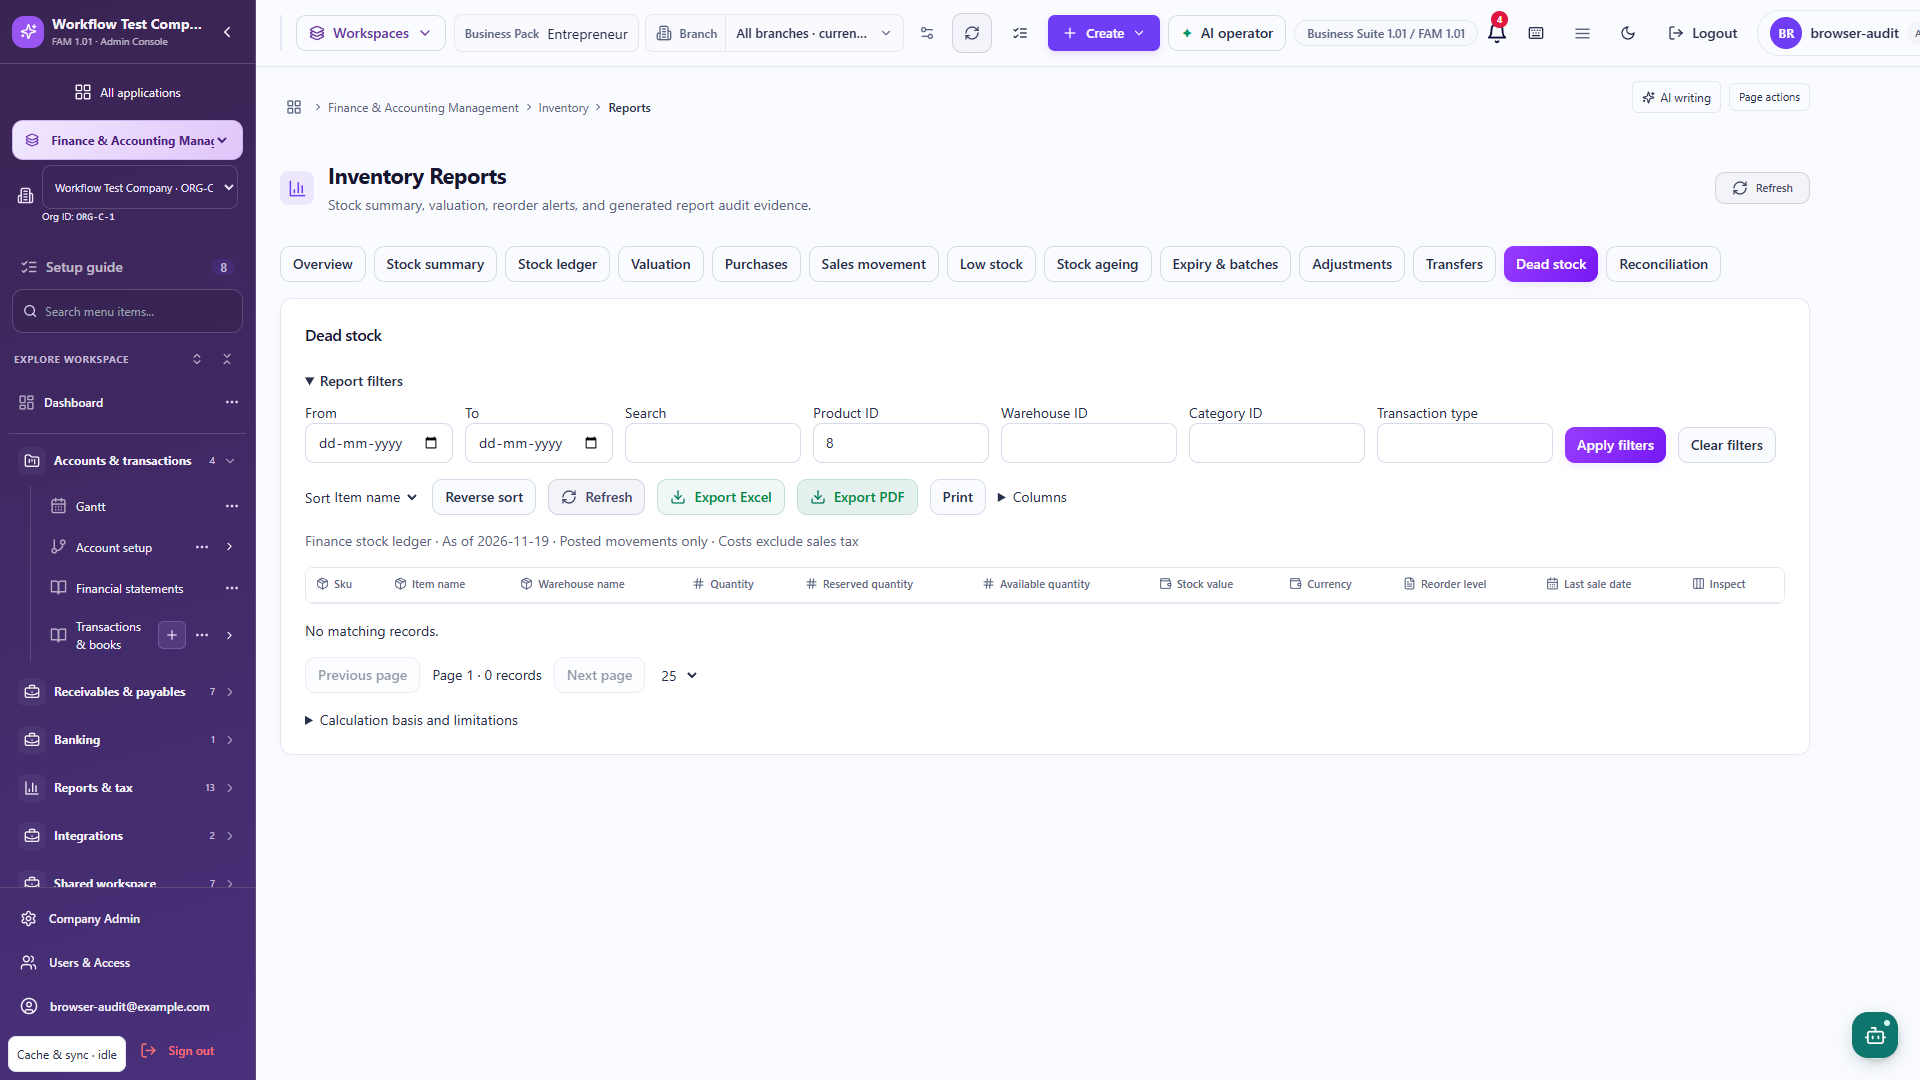 Workflow Test Comp...
FAM 1.01 · Admin Console
All applications
Finance & Accounting Manag
Workflow Test Company · ORG-C
Org ID: ORG-C-1
Setup guide 8
Search menu items...
EXPLORE WORKSPACE
Dashboard
Accounts & transactions 4
Gantt
Account setup
Financial statements
Transactions
& books
Receivables & payables 7
Banking 1
Reports & tax 13
Integrations 2
Shared workspace 7
Company Admin
Users & Access
browser-audit@example.com
Cache & sync · idle
Sign out
Workspaces
Business Pack Entrepreneur
Branch All branches · curren...
Create
AI operator
Business Suite 1.01 / FAM 1.01
4
Logout
BR browser-audit
Finance & Accounting Management > Inventory > Reports
AI writing
Page actions
Inventory Reports
Stock summary, valuation, reorder alerts, and generated report audit evidence.
Refresh
Overview Stock summary Stock ledger Valuation Purchases Sales movement Low stock Stock ageing Expiry & batches Adjustments Transfers Dead stock Reconciliation
Dead stock
Report filters
From To Search Product ID Warehouse ID Category ID Transaction type
dd-mm-yyyy dd-mm-yyyy 8 Apply filters Clear filters
Sort Item name Reverse sort Refresh Export Excel Export PDF Print Columns
Finance stock ledger · As of 2026-11-19 · Posted movements only · Costs exclude sales tax
Sku Item name Warehouse name Quantity Reserved quantity Available quantity Stock value Currency Reorder level Last sale date Inspect
No matching records.
Previous page Page 1 · 0 records Next page 25
Calculation basis and limitations